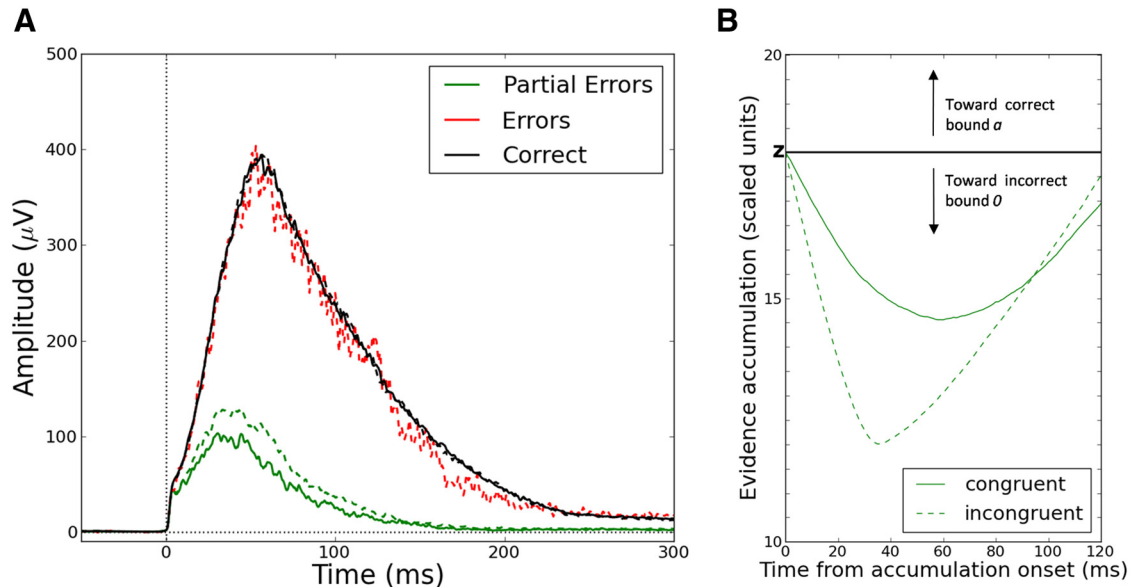 A
500
400
300
200
100
0
Amplitude (μV)
0
100
200
300
Time (ms)
Partial Errors
Errors
Correct
B
20
z
15
10
Evidence accumulation (scaled units)
Toward correct
bound a
Toward incorrect
bound 0
congruent
incongruent
0
20
40
60
80
100
120
Time from accumulation onset (ms)